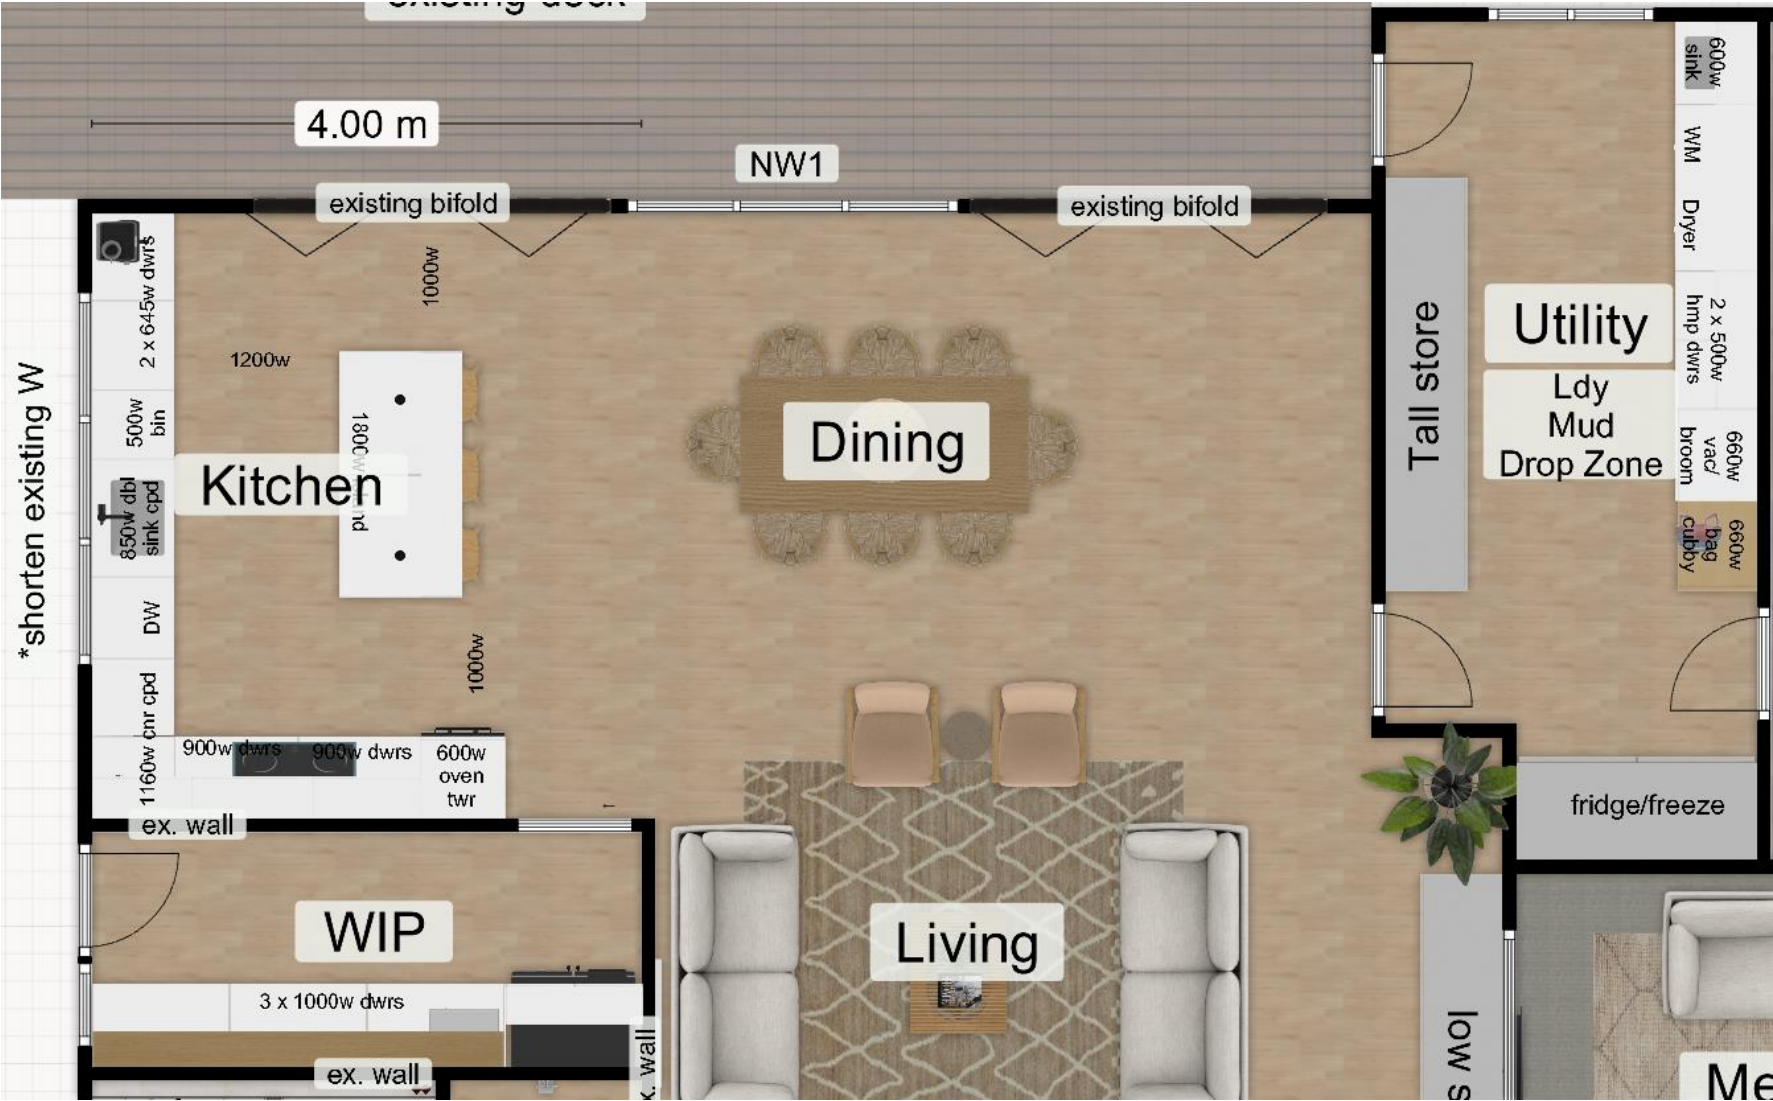 existing deck
4.00 m
NW1
existing bifold
existing bifold
600w
sink
WM
Dryer
2 x 500w
hmp dwrs
660w
vac/
broom
660w
bag
cubby
Tall store
Utility
Ldy
Mud
Drop Zone
fridge/freeze
*shorten existing W
2 x 645w dwrs
500w
bin
850w dbl
sink cpd
DW
1160w cnr cpd
1000w
1200w
Kitchen
1000w
Dining
900w dwrs
900w dwrs
600w
oven
twr
ex. wall
WIP
3 x 1000w dwrs
ex. wall
Living
low